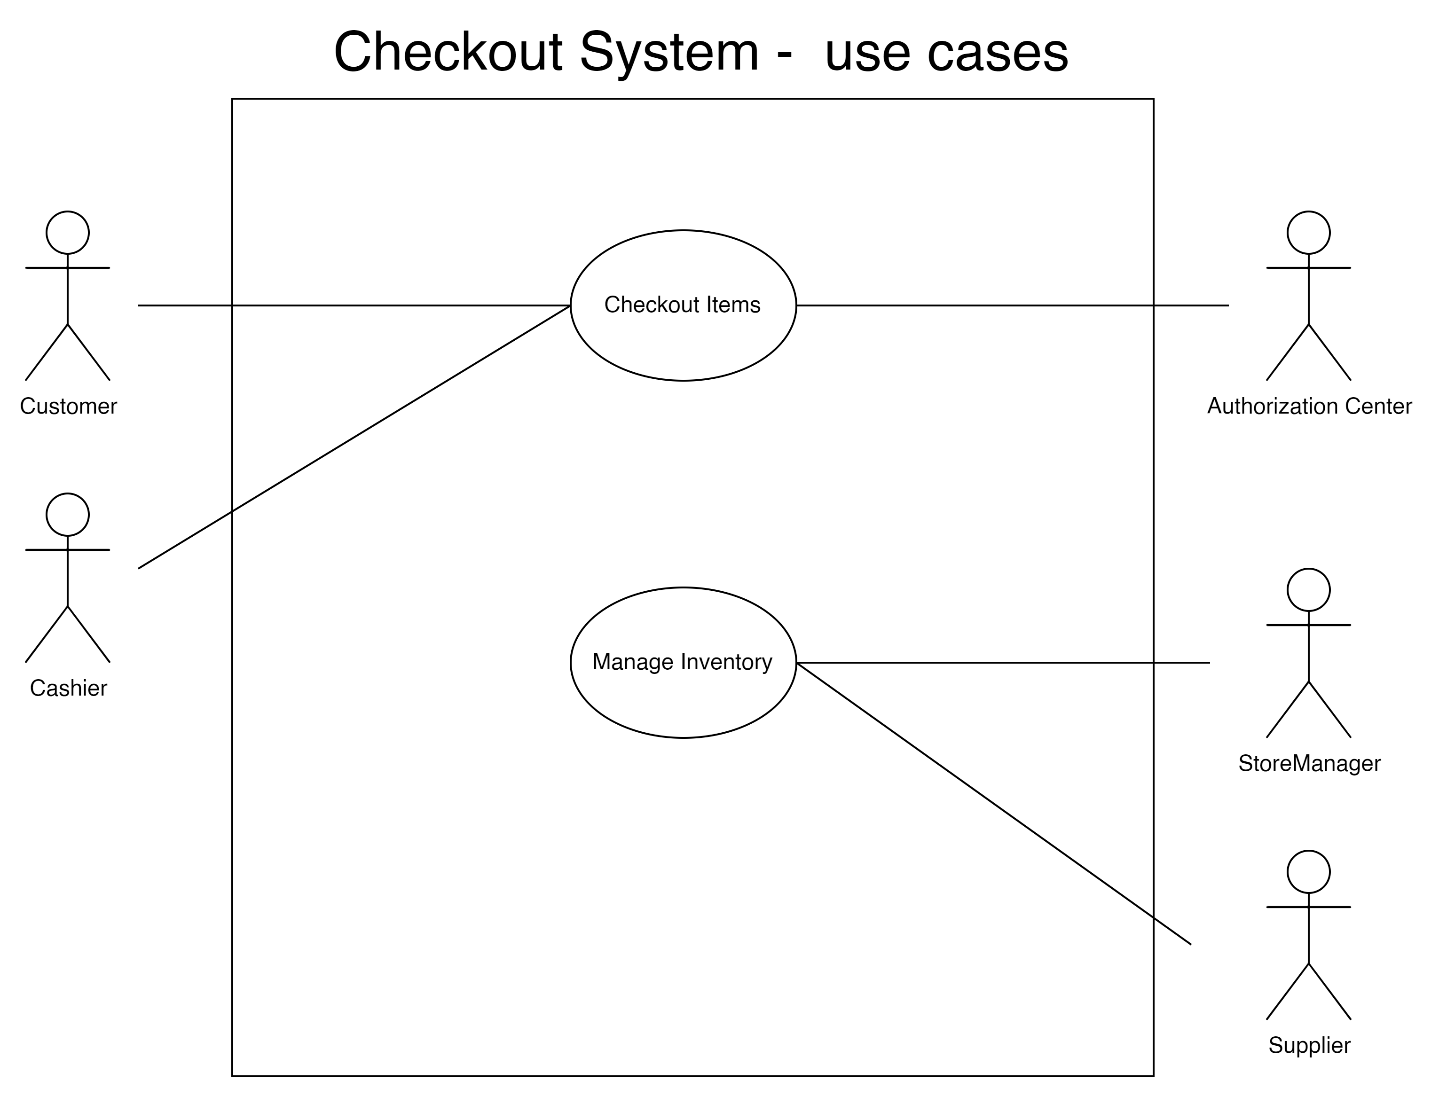 Checkout System -  use cases
Checkout Items
Customer
Authorization Center
Manage Inventory
Cashier
StoreManager
Supplier